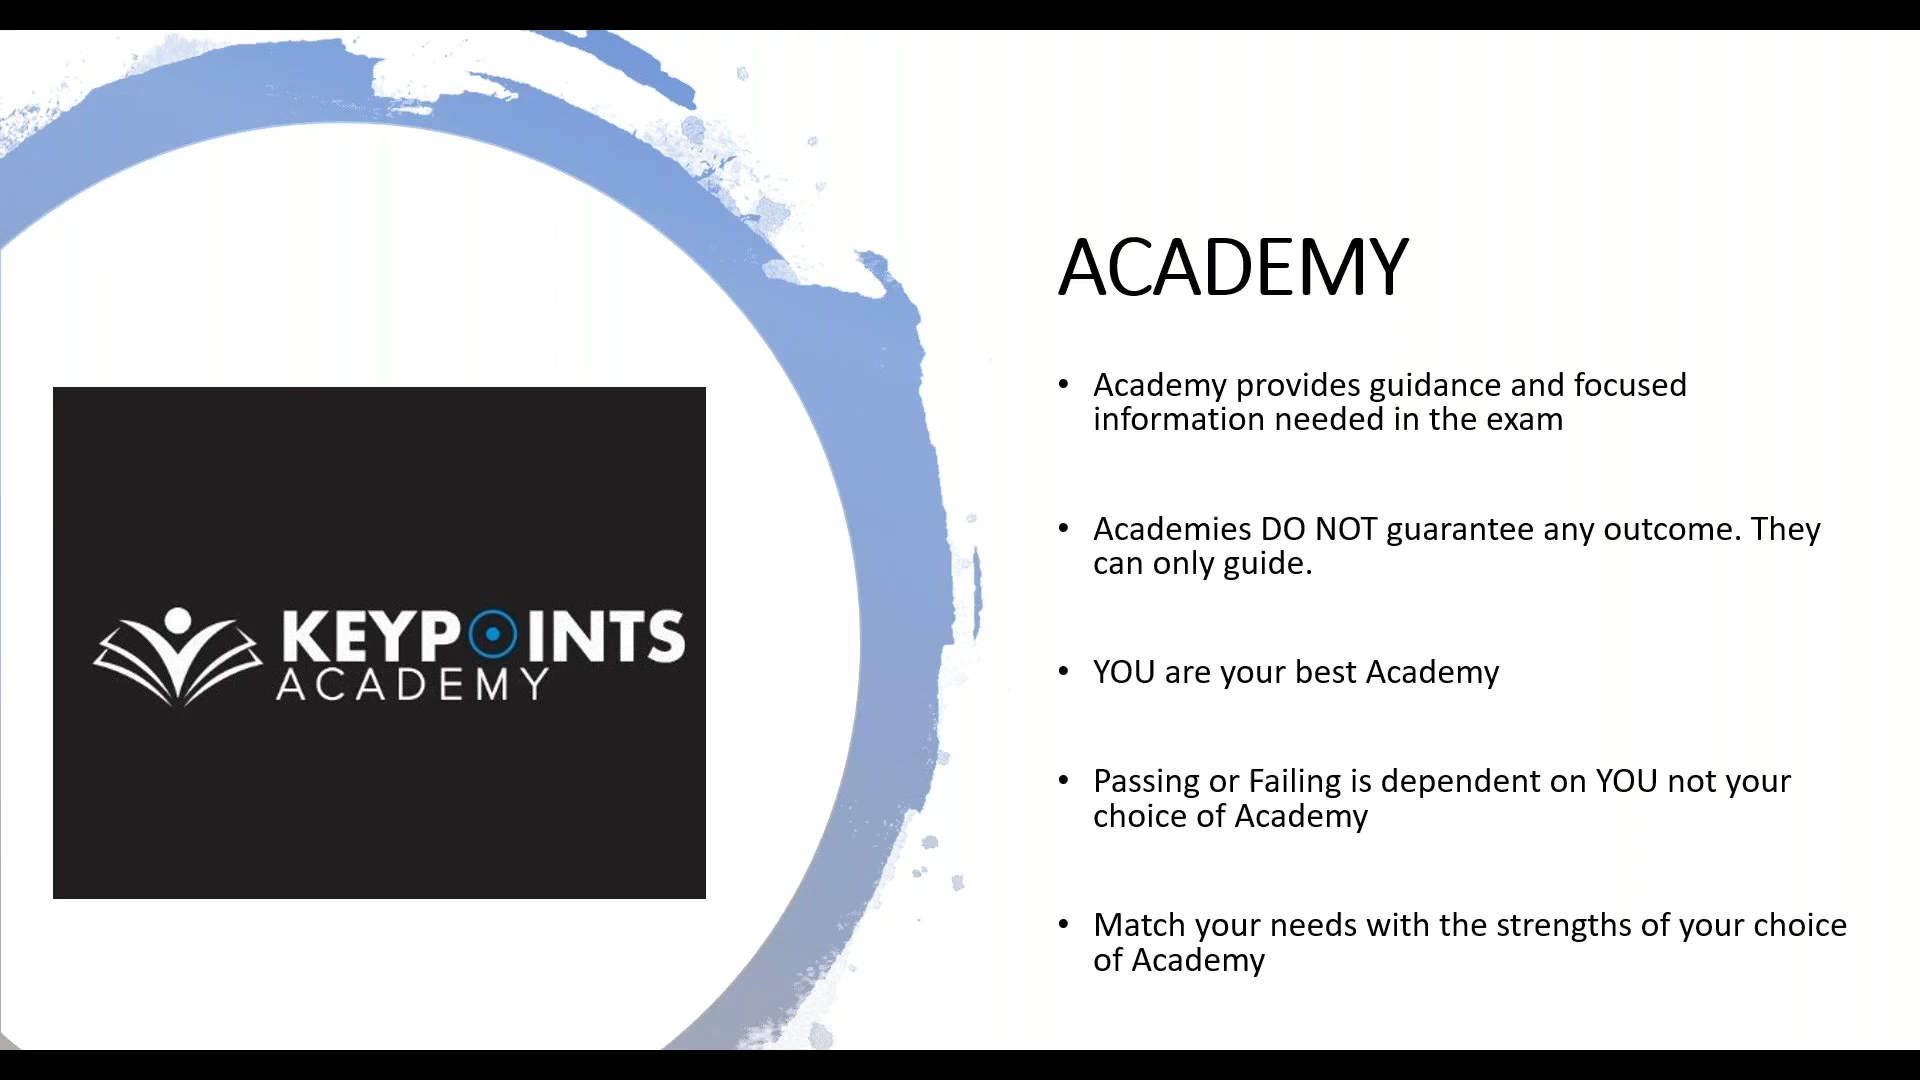 KEYPOINTS
ACADEMY
ACADEMY
• Academy provides guidance and focused
information needed in the exam
• Academies DO NOT guarantee any outcome. They
can only guide.
• YOU are your best Academy
• Passing or Failing is dependent on YOU not your
choice of Academy
• Match your needs with the strengths of your choice
of Academy